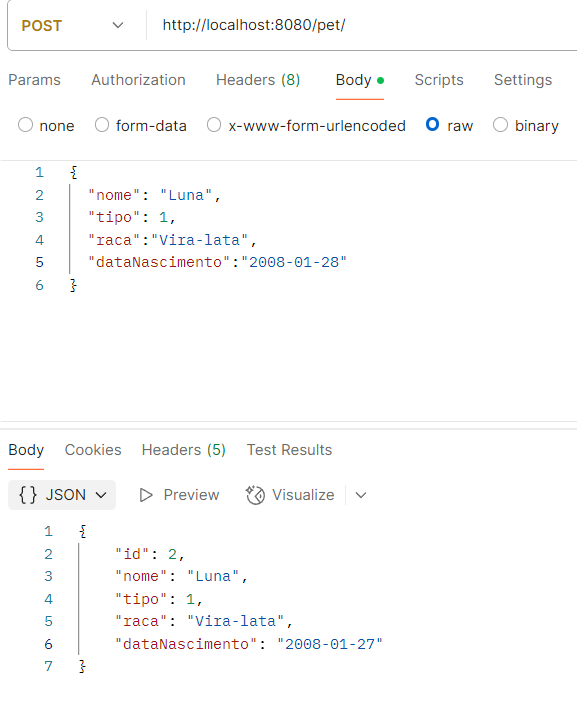 POST http://localhost:8080/pet/
Params Authorization Headers (8) Body Scripts Settings
none form-data x-www-form-urlencoded raw binary
1 {
2 "nome": "Luna",
3 "tipo": 1,
4 "raca":"Vira-lata",
5 "dataNascimento":"2008-01-28"
6 }
Body Cookies Headers (5) Test Results
{} JSON Preview Visualize
1 {
2 "id": 2,
3 "nome": "Luna",
4 "tipo": 1,
5 "raca": "Vira-lata",
6 "dataNascimento": "2008-01-27"
7 }